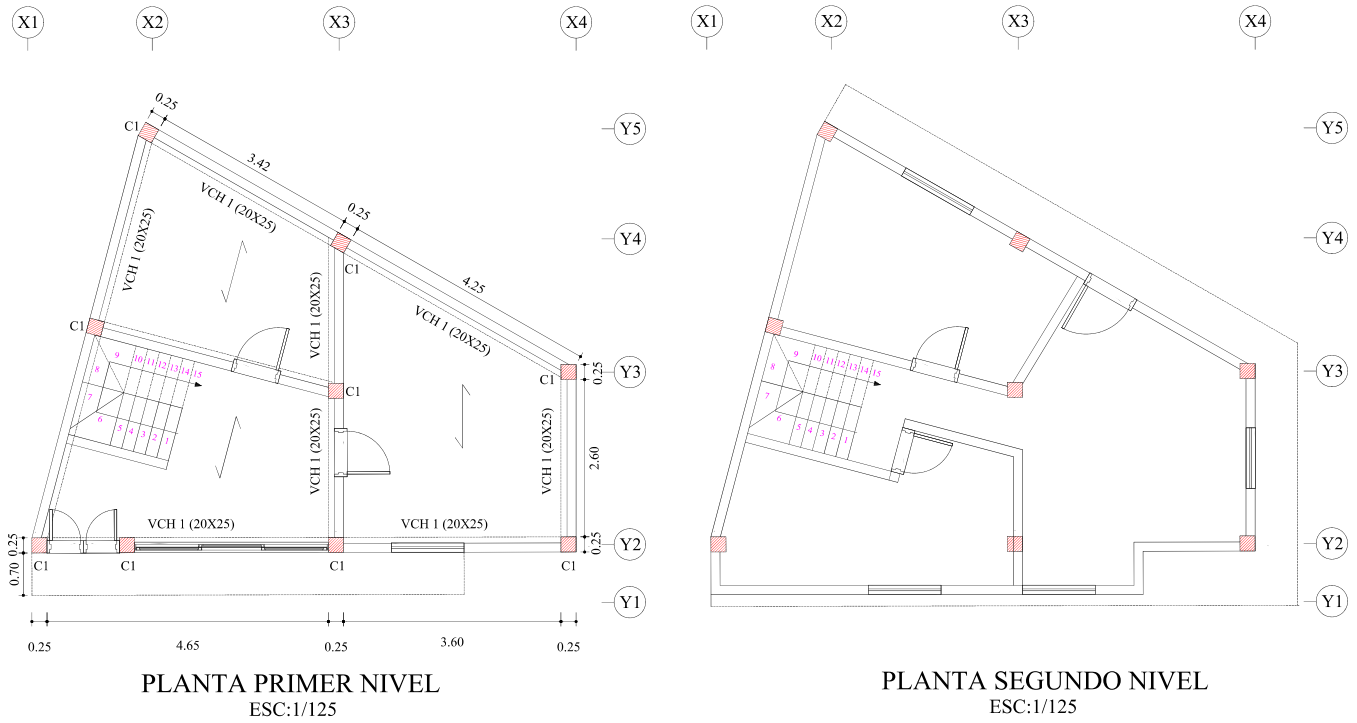 X1 X2 X3 X4
0.25
C1
Y5
3.42
VCH 1 (20X25)
0.25
VCH 1 (20X25)
Y4
C1
4.25
VCH 1 (20X25)
VCH 1 (20X25)
C1
9 10 11 12 13 14 15
8
7
6 5 4 3 2 1
C1
C1
0.25
Y3
VCH 1 (20X25)
VCH 1 (20X25)
2.60
VCH 1 (20X25)
VCH 1 (20X25)
0.25
0.25
Y2
C1 C1 C1 C1
0.70
Y1
0.25 4.65 0.25 3.60 0.25
PLANTA PRIMER NIVEL
ESC:1/125
X1 X2 X3 X4
Y5
Y4
9 10 11 12 13 14 15
8
7
6 5 4 3 2 1
Y3
Y2
Y1
PLANTA SEGUNDO NIVEL
ESC:1/125